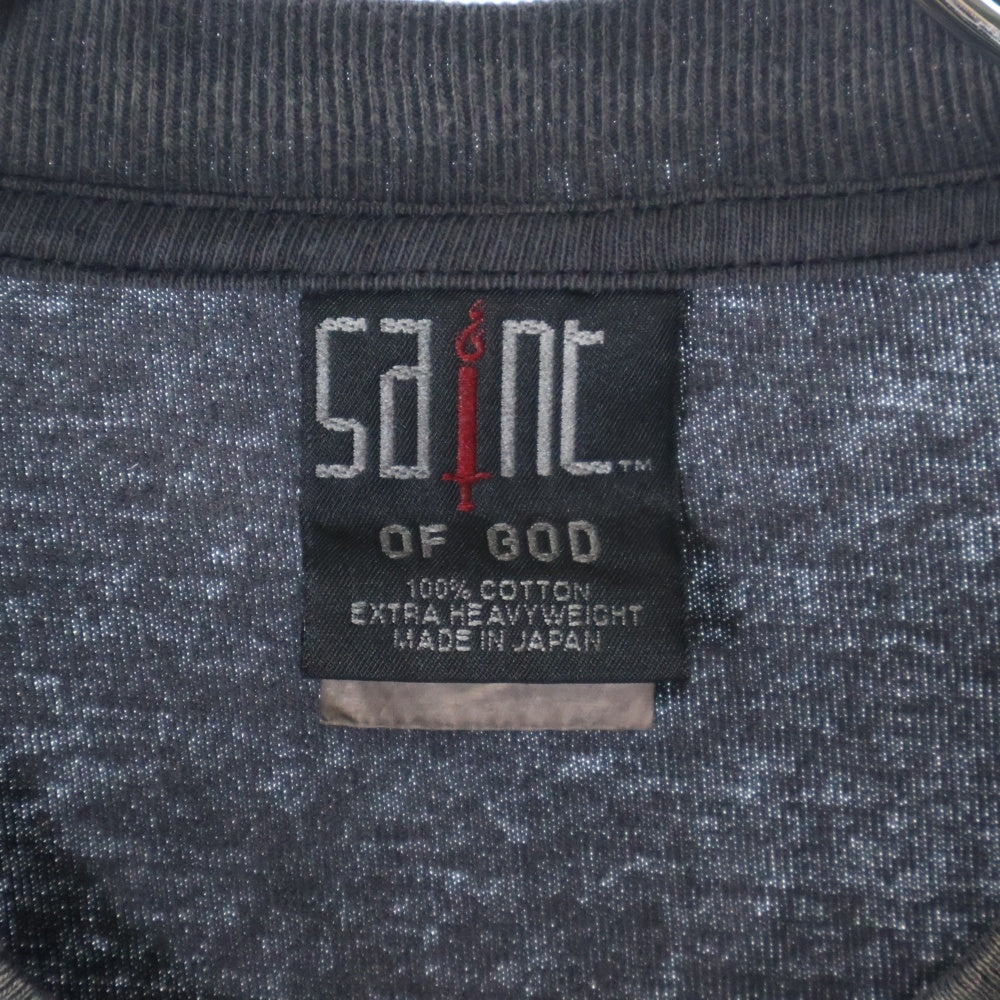 saint™
OF GOD
100% COTTON
EXTRA HEAVYWEIGHT
MADE IN JAPAN